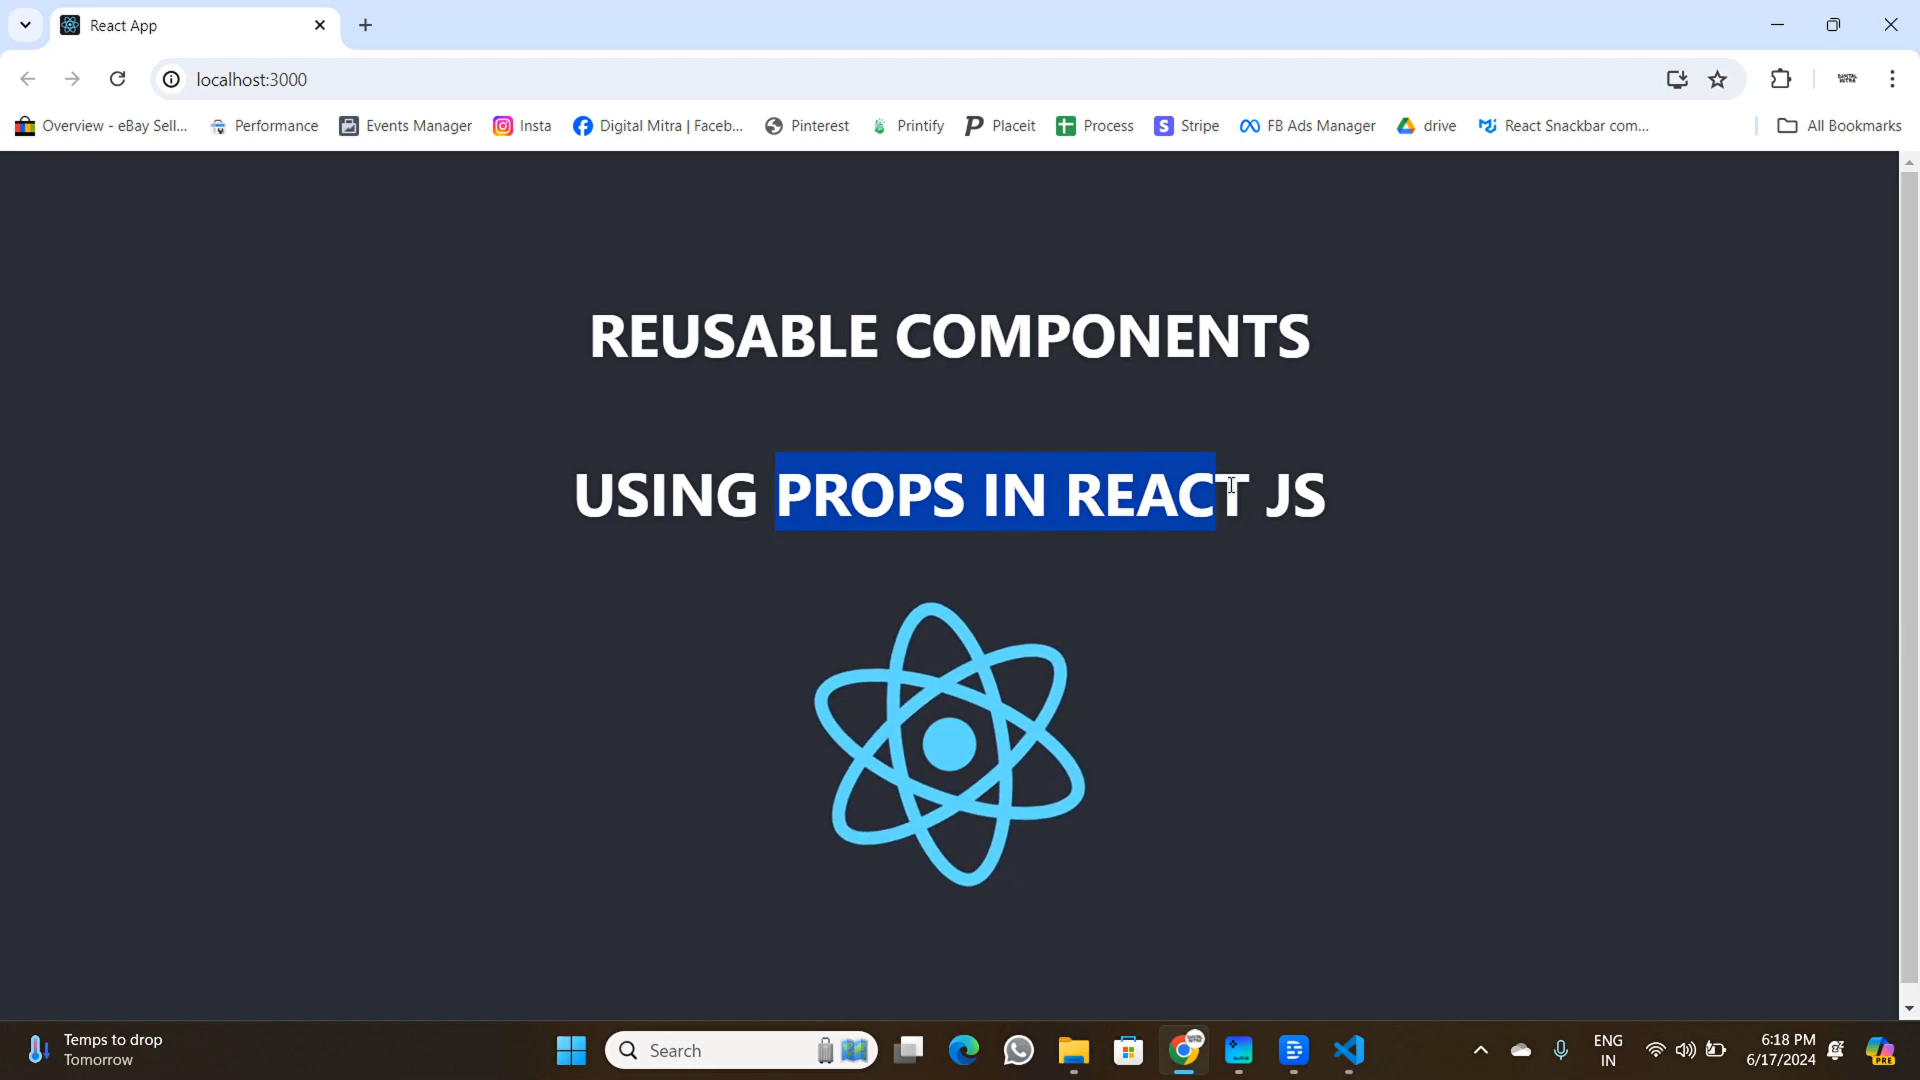 React App
localhost:3000
Overview - eBay Sell... Performance Events Manager Insta Digital Mitra | Faceb... Pinterest Printify Placeit Process Stripe FB Ads Manager drive React Snackbar com... All Bookmarks
REUSABLE COMPONENTS
USING PROPS IN REACT JS
Temps to drop
Tomorrow
Search
ENG
IN
6:18 PM
6/17/2024
PRE